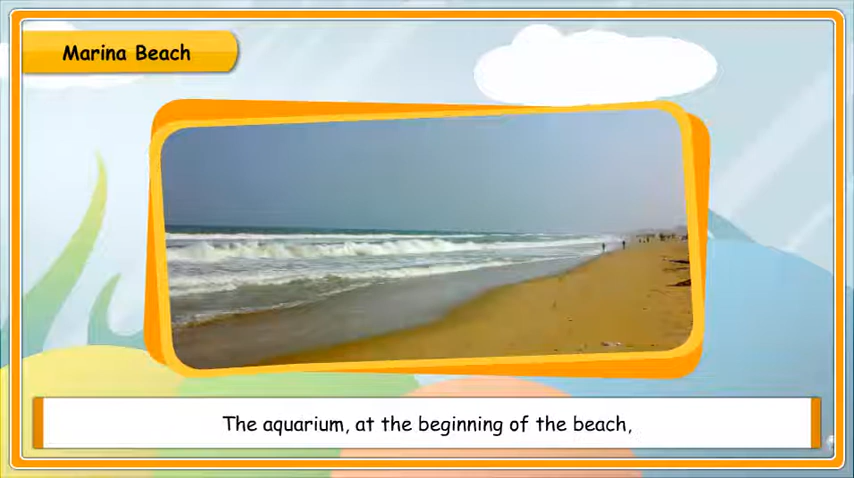 Marina Beach
The aquarium, at the beginning of the beach,